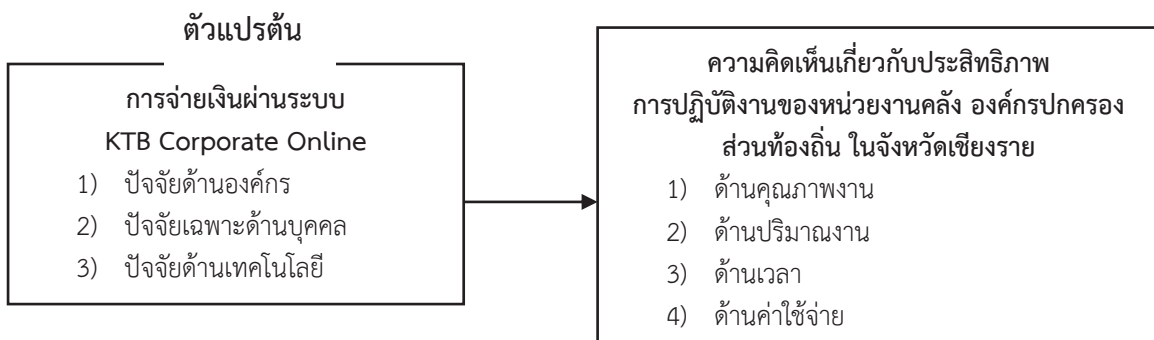 ตัวแปรต้น
การจ่ายเงินผ่านระบบ
KTB Corporate Online
1) ปัจจัยด้านองค์กร
2) ปัจจัยเฉพาะด้านบุคคล
3) ปัจจัยด้านเทคโนโลยี
ความคิดเห็นเกี่ยวกับประสิทธิภาพ
การปฏิบัติงานของหน่วยงานคลัง องค์กรปกครอง
ส่วนท้องถิ่น ในจังหวัดเชียงราย
1) ด้านคุณภาพงาน
2) ด้านปริมาณงาน
3) ด้านเวลา
4) ด้านค่าใช้จ่าย